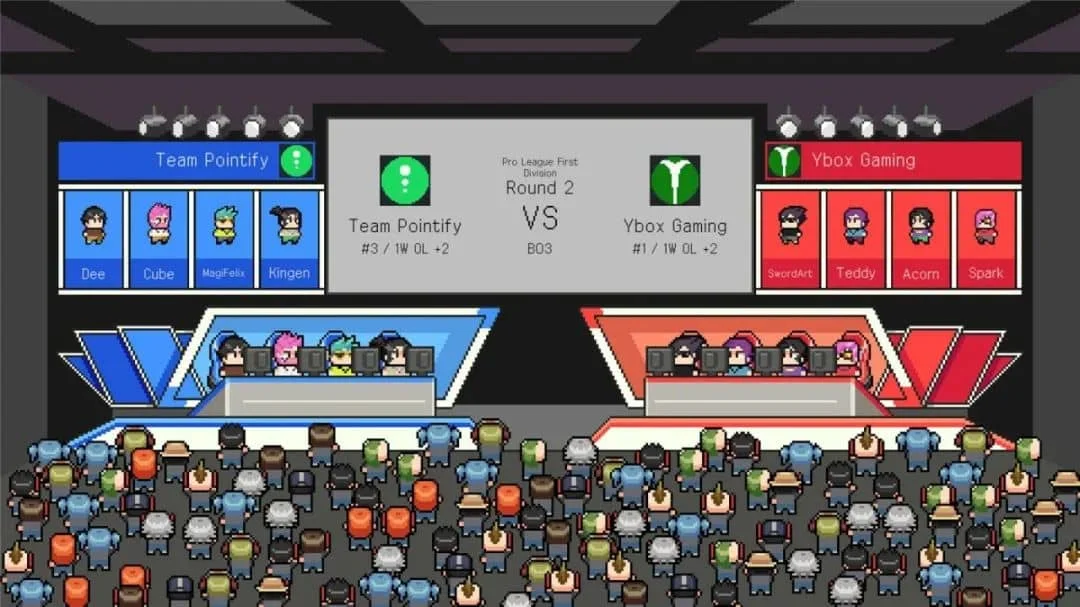 Team Pointify
Ybox Gaming
Pro League First
Division
Round 2
VS
BO3
Team Pointify
#3 / 1W 0L +2
Ybox Gaming
#1 / 1W 0L +2
Dee
Cube
MagiFelix
Kingen
SwordArt
Teddy
Acorn
Spark